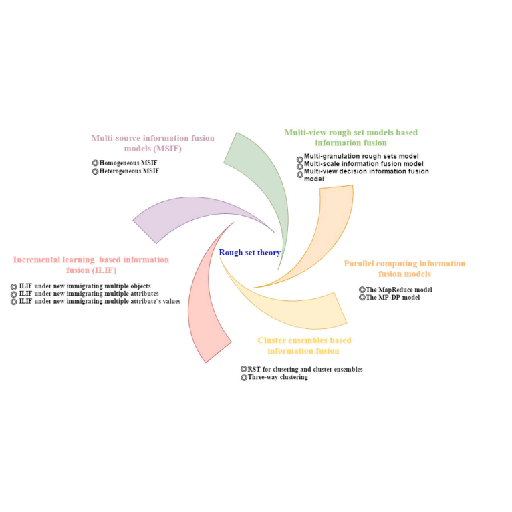 Multi-source information fusion
models (MSIF)
◎Homogeneous MSIF
◎Heterogeneous MSIF
Multi-view rough set models based
information fusion
◎Multi-granulation rough sets model
◎Multi-scale information fusion model
◎Multi-view decision information fusion
model
Rough set theory
Incremental learning based information
fusion (ILIF)
◎ILIF under new immigrating multiple objects
◎ILIF under new immigrating multiple attributes
◎ILIF under new immigrating multiple attribute's values
Parallel computing information
fusion models
◎The MapReduce model
◎The MP-DP model
Cluster ensembles based
information fusion
◎RST for clusering and cluster ensembles
◎Three-way clustering